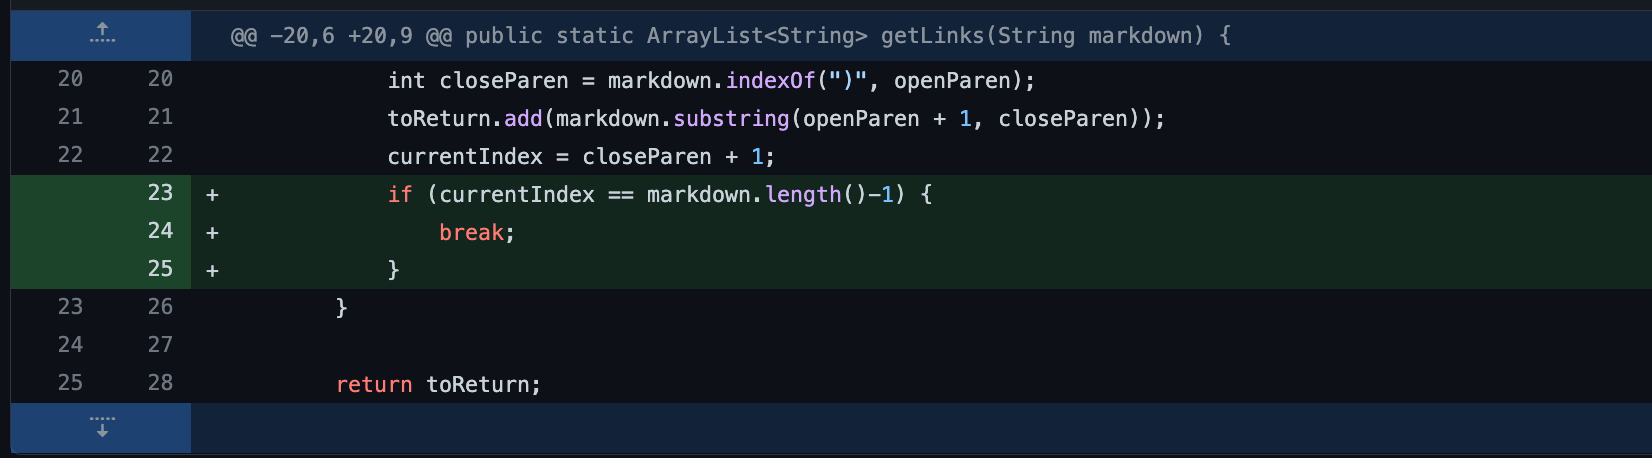 @@ -20,6 +20,9 @@ public static ArrayList<String> getLinks(String markdown) {
20 20 int closeParen = markdown.indexOf(")", openParen);
21 21 toReturn.add(markdown.substring(openParen + 1, closeParen));
22 22 currentIndex = closeParen + 1;
23 + if (currentIndex == markdown.length()-1) {
24 + break;
25 + }
23 26 }
24 27
25 28 return toReturn;